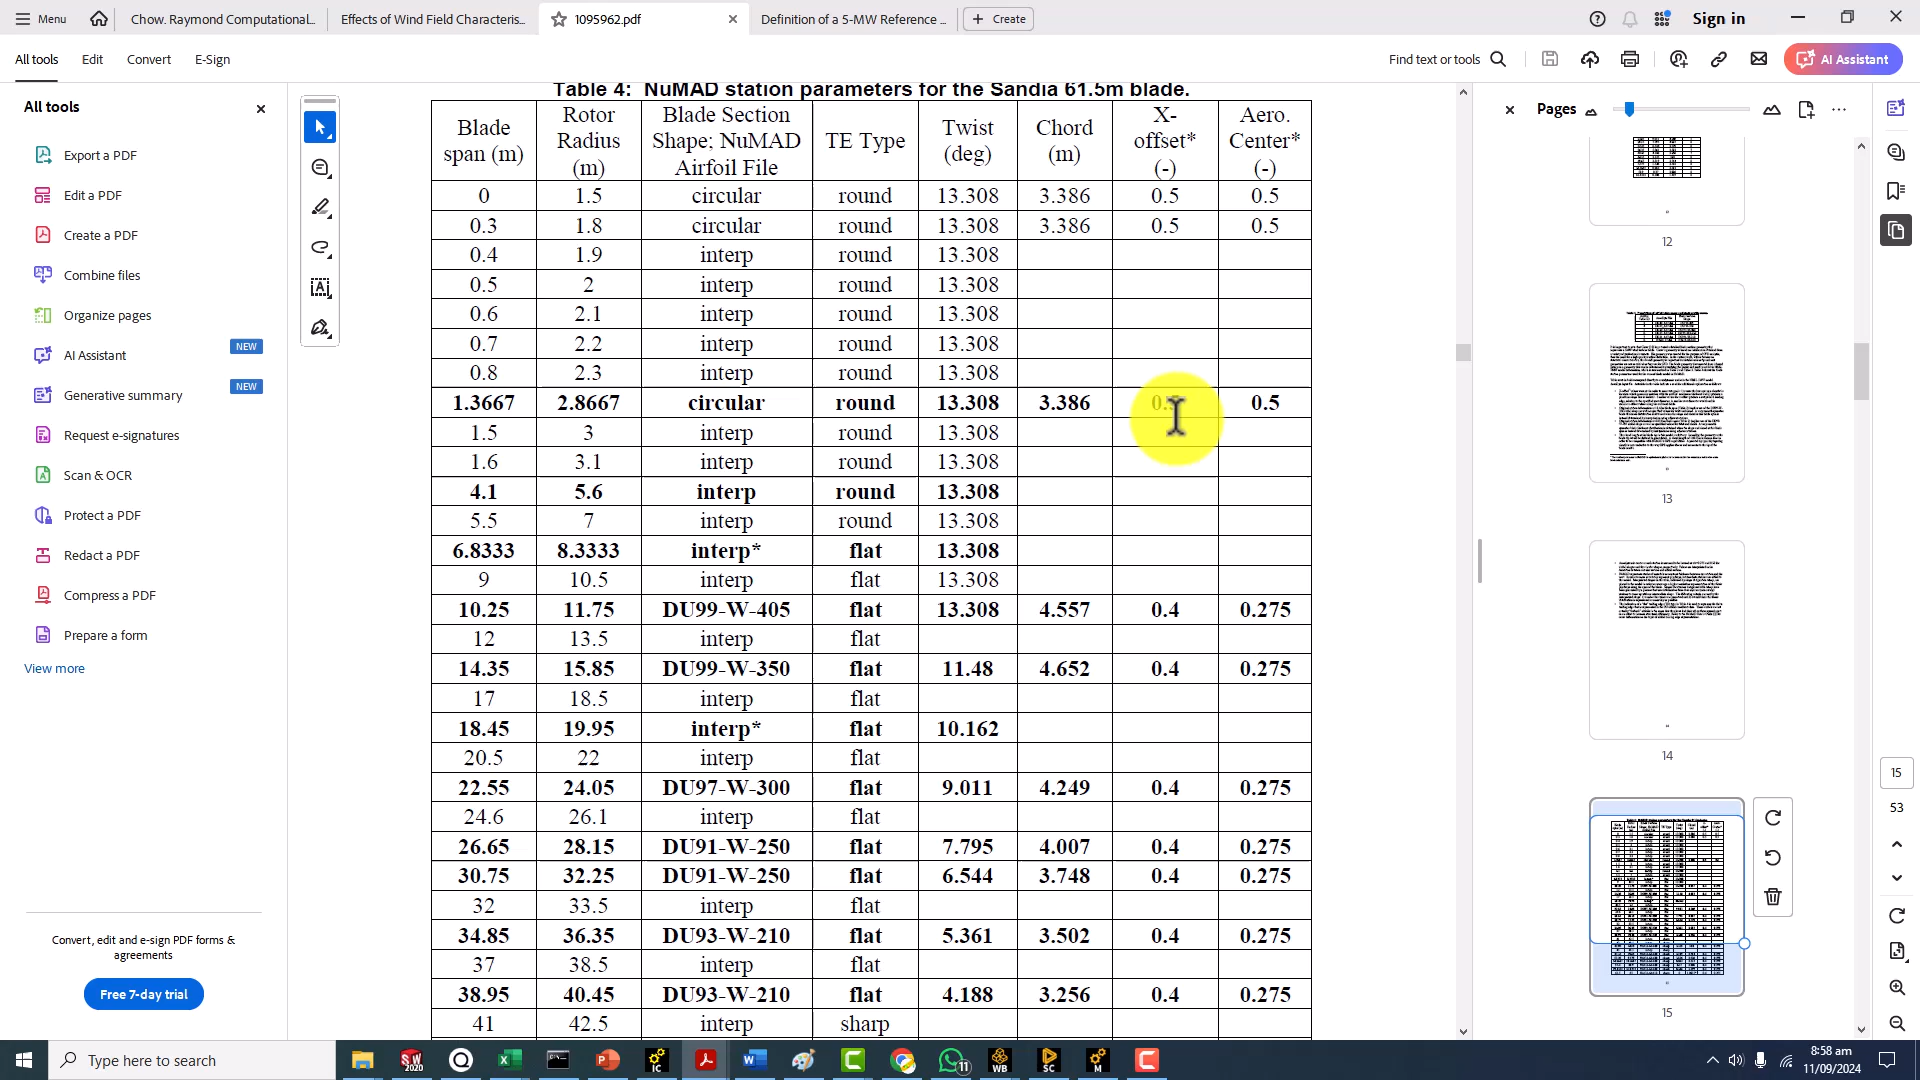 Menu
Chow. Raymond Computational...
Effects of Wind Field Characteris...
1095962.pdf
Definition of a 5-MW Reference ...
Create
Sign in
All tools
Edit
Convert
E-Sign
Find text or tools
AI Assistant
All tools
Export a PDF
Edit a PDF
Create a PDF
Combine files
Organize pages
AI Assistant
NEW
Generative summary
NEW
Request e-signatures
Scan & OCR
Protect a PDF
Redact a PDF
Compress a PDF
Prepare a form
View more
Convert, edit and e-sign PDF forms &
agreements
Free 7-day trial
Table 4: NuMAD station parameters for the Sandia 61.5m blade.
Blade span (m) Rotor Radius (m) Blade Section Shape; NuMAD Airfoil File TE Type Twist (deg) Chord (m) X-offset* (-) Aero. Center* (-)
0 1.5 circular round 13.308 3.386 0.5 0.5
0.3 1.8 circular round 13.308 3.386 0.5 0.5
0.4 1.9 interp round 13.308
0.5 2 interp round 13.308
0.6 2.1 interp round 13.308
0.7 2.2 interp round 13.308
0.8 2.3 interp round 13.308
1.3667 2.8667 circular round 13.308 3.386 0.5
1.5 3 interp round 13.308
1.6 3.1 interp round 13.308
4.1 5.6 interp round 13.308
5.5 7 interp round 13.308
6.8333 8.3333 interp* flat 13.308
9 10.5 interp flat 13.308
10.25 11.75 DU99-W-405 flat 13.308 4.557 0.4 0.275
12 13.5 interp flat
14.35 15.85 DU99-W-350 flat 11.48 4.652 0.4 0.275
17 18.5 interp flat
18.45 19.95 interp* flat 10.162
20.5 22 interp flat
22.55 24.05 DU97-W-300 flat 9.011 4.249 0.4 0.275
24.6 26.1 interp flat
26.65 28.15 DU91-W-250 flat 7.795 4.007 0.4 0.275
30.75 32.25 DU91-W-250 flat 6.544 3.748 0.4 0.275
32 33.5 interp flat
34.85 36.35 DU93-W-210 flat 5.361 3.502 0.4 0.275
37 38.5 interp flat
38.95 40.45 DU93-W-210 flat 4.188 3.256 0.4 0.275
41 42.5 interp sharp
Pages
12
13
14
15
15
53
Type here to search
SW
2020
IC
11
WB
SC
M
8:58 am
11/09/2024